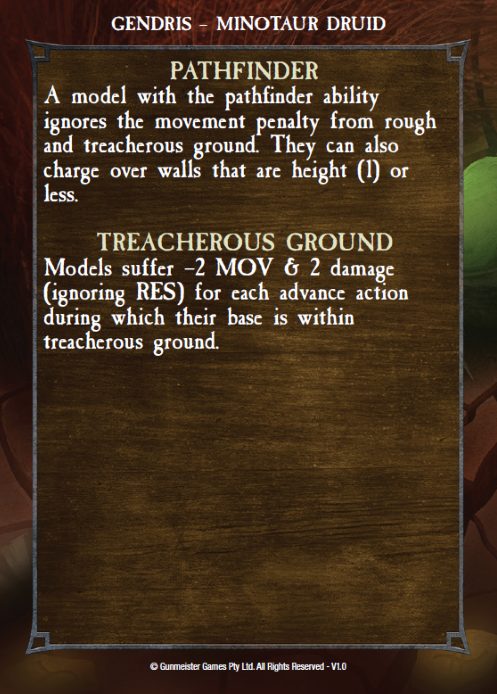 GENDRIS – MINOTAUR DRUID
PATHFINDER
A model with the pathfinder ability
ignores the movement penalty from rough
and treacherous ground. They can also
charge over walls that are height (1) or
less.
TREACHEROUS GROUND
Models suffer –2 MOV & 2 damage
(ignoring RES) for each advance action
during which their base is within
treacherous ground.
© Gunmeister Games Pty Ltd. All Rights Reserved - V1.0